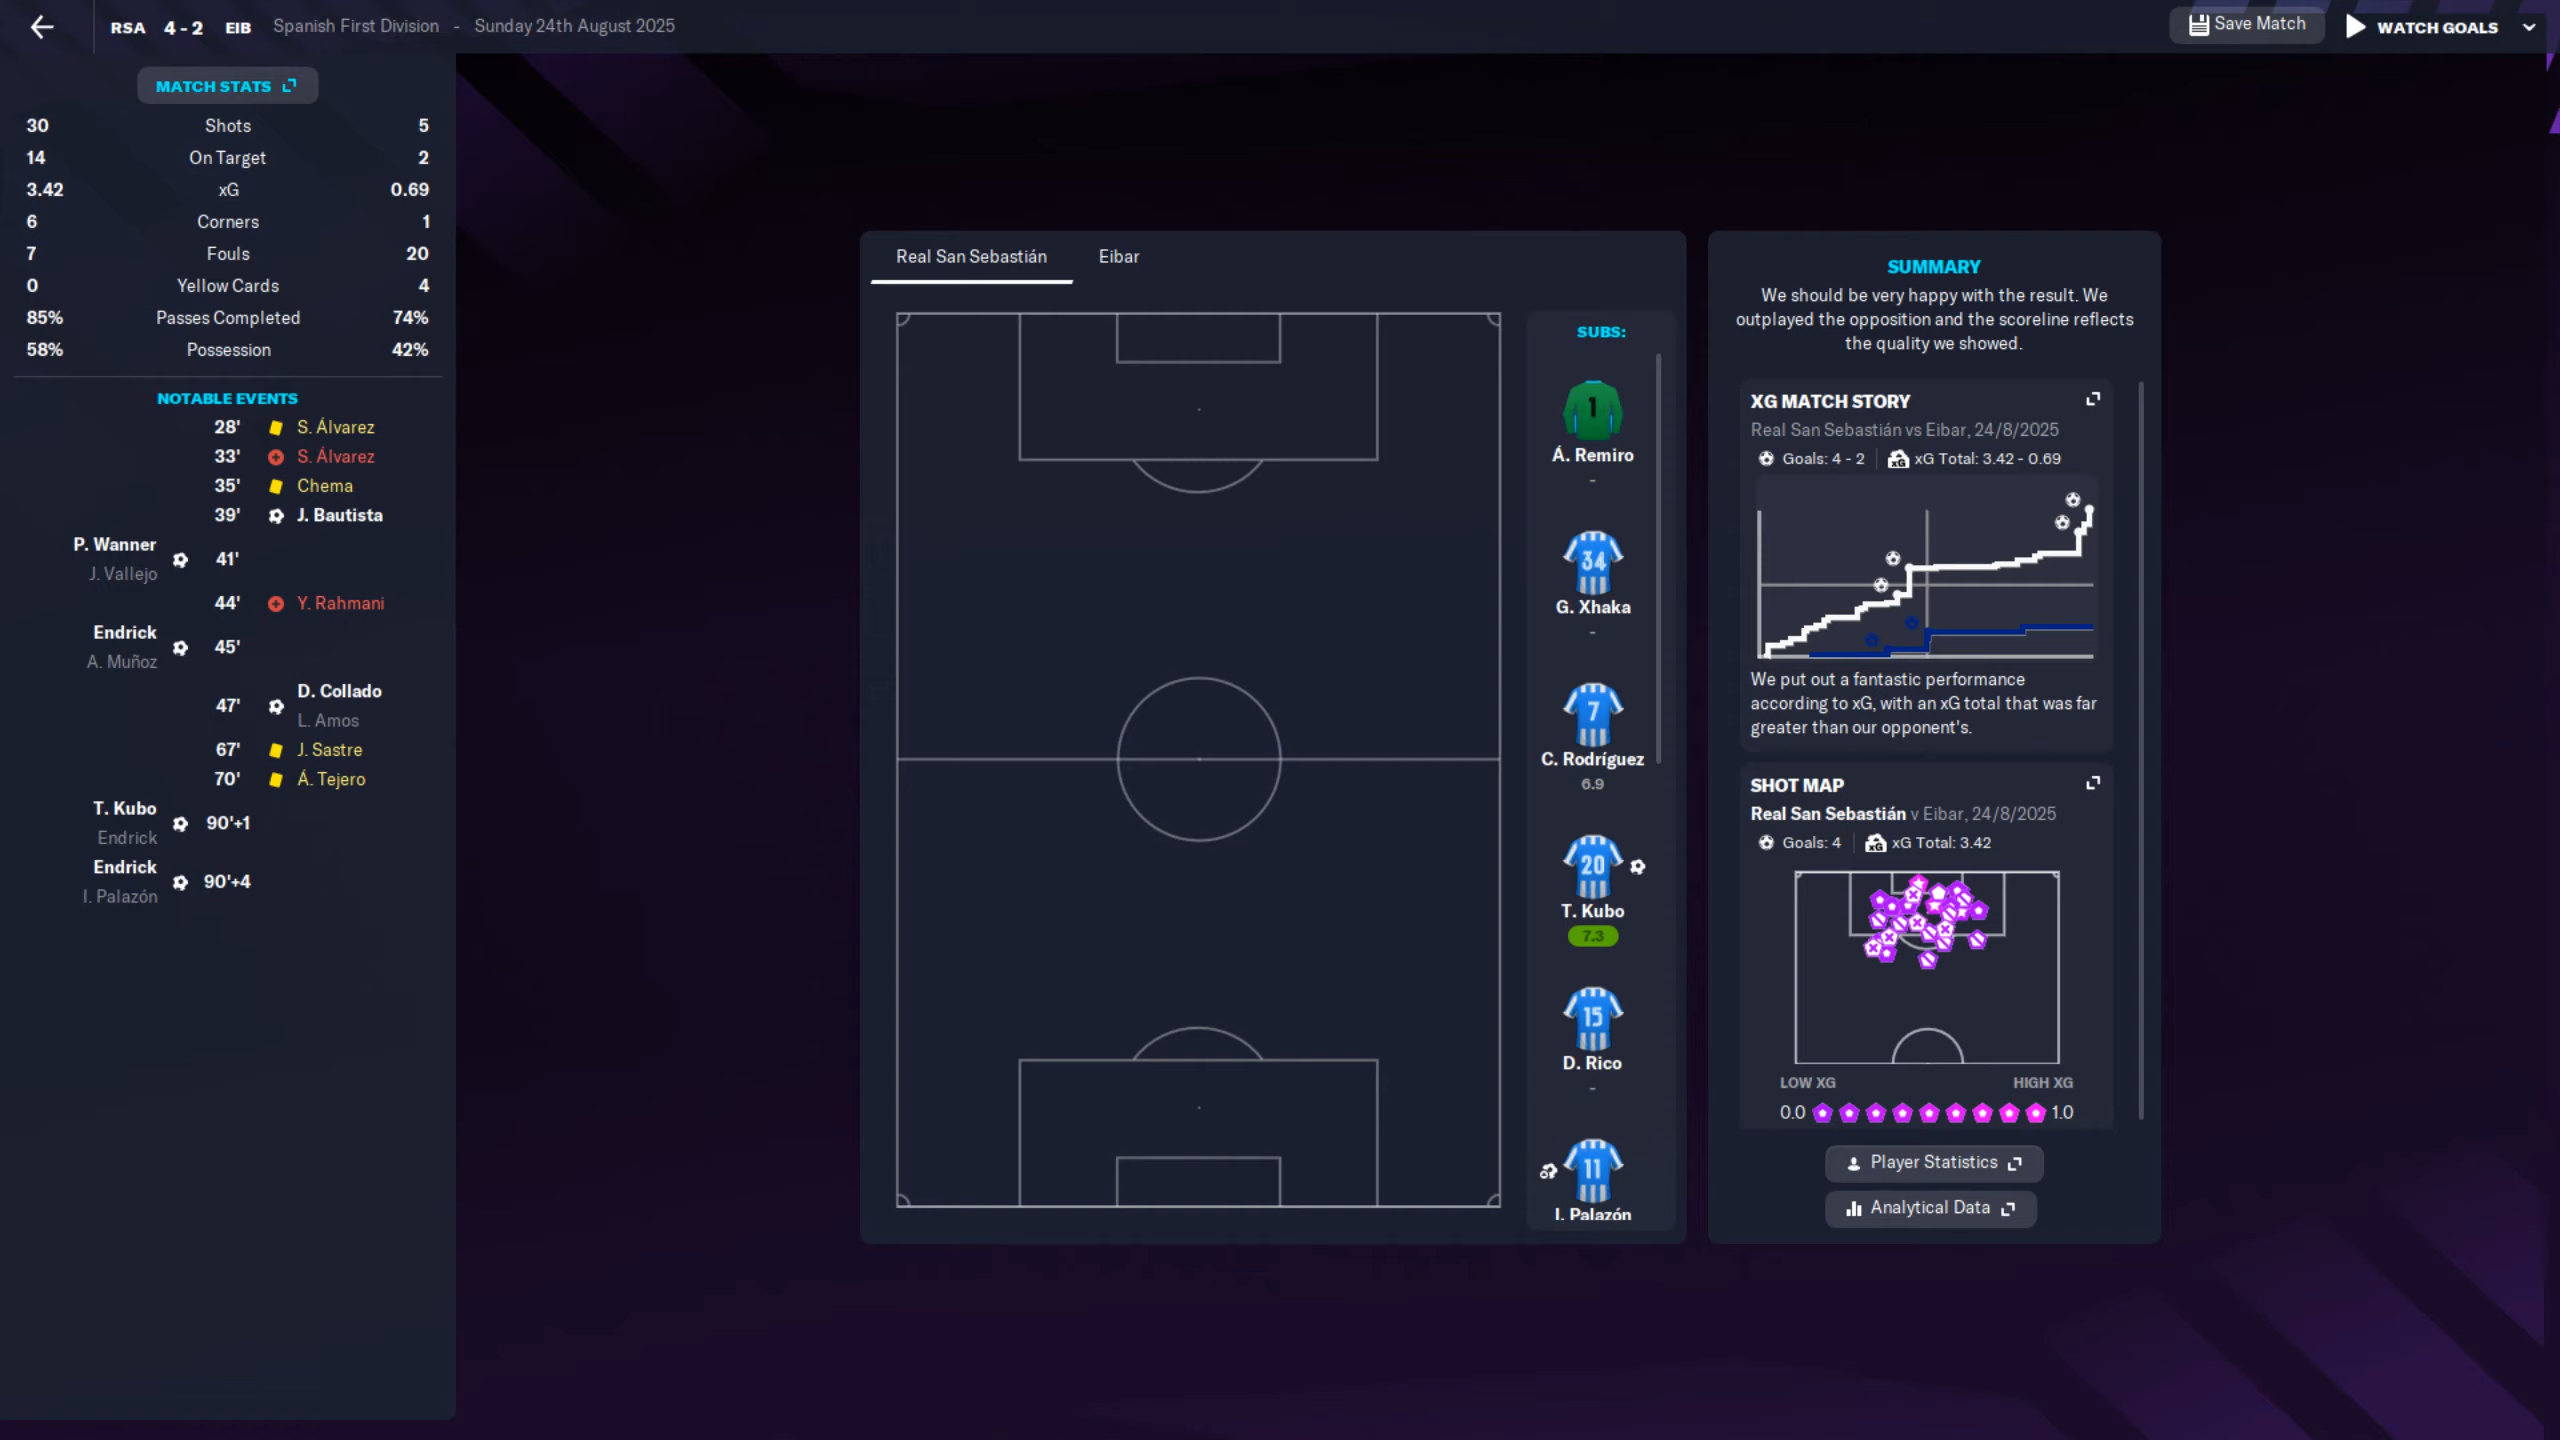 RSA 4 - 2 EIB Spanish First Division - Sunday 24th August 2025
Save Match
WATCH GOALS
MATCH STATS
30 Shots 5
14 On Target 2
3.42 xG 0.69
6 Corners 1
7 Fouls 20
0 Yellow Cards 4
85% Passes Completed 74%
58% Possession 42%
NOTABLE EVENTS
28' S. Álvarez
33' S. Álvarez
35' Chema
39' J. Bautista
P. Wanner
J. Vallejo
41'
44' Y. Rahmani
Endrick
A. Muñoz
45'
47'
D. Collado
L. Amos
67' J. Sastre
70' Á. Tejero
T. Kubo
Endrick
90'+1
Endrick
I. Palazón
90'+4
Real San Sebastián Eibar
SUBS:
1
Á. Remiro
-
34
G. Xhaka
-
7
C. Rodríguez
6.9
20
T. Kubo
7.3
15
D. Rico
-
11
I. Palazón
SUMMARY
We should be very happy with the result. We
outplayed the opposition and the scoreline reflects
the quality we showed.
XG MATCH STORY
Real San Sebastián vs Eibar, 24/8/2025
Goals: 4 - 2 xG xG Total: 3.42 - 0.69
We put out a fantastic performance
according to xG, with an xG total that was far
greater than our opponent's.
SHOT MAP
Real San Sebastián v Eibar, 24/8/2025
Goals: 4 xG xG Total: 3.42
LOW XG HIGH XG
0.0 1.0
Player Statistics
Analytical Data